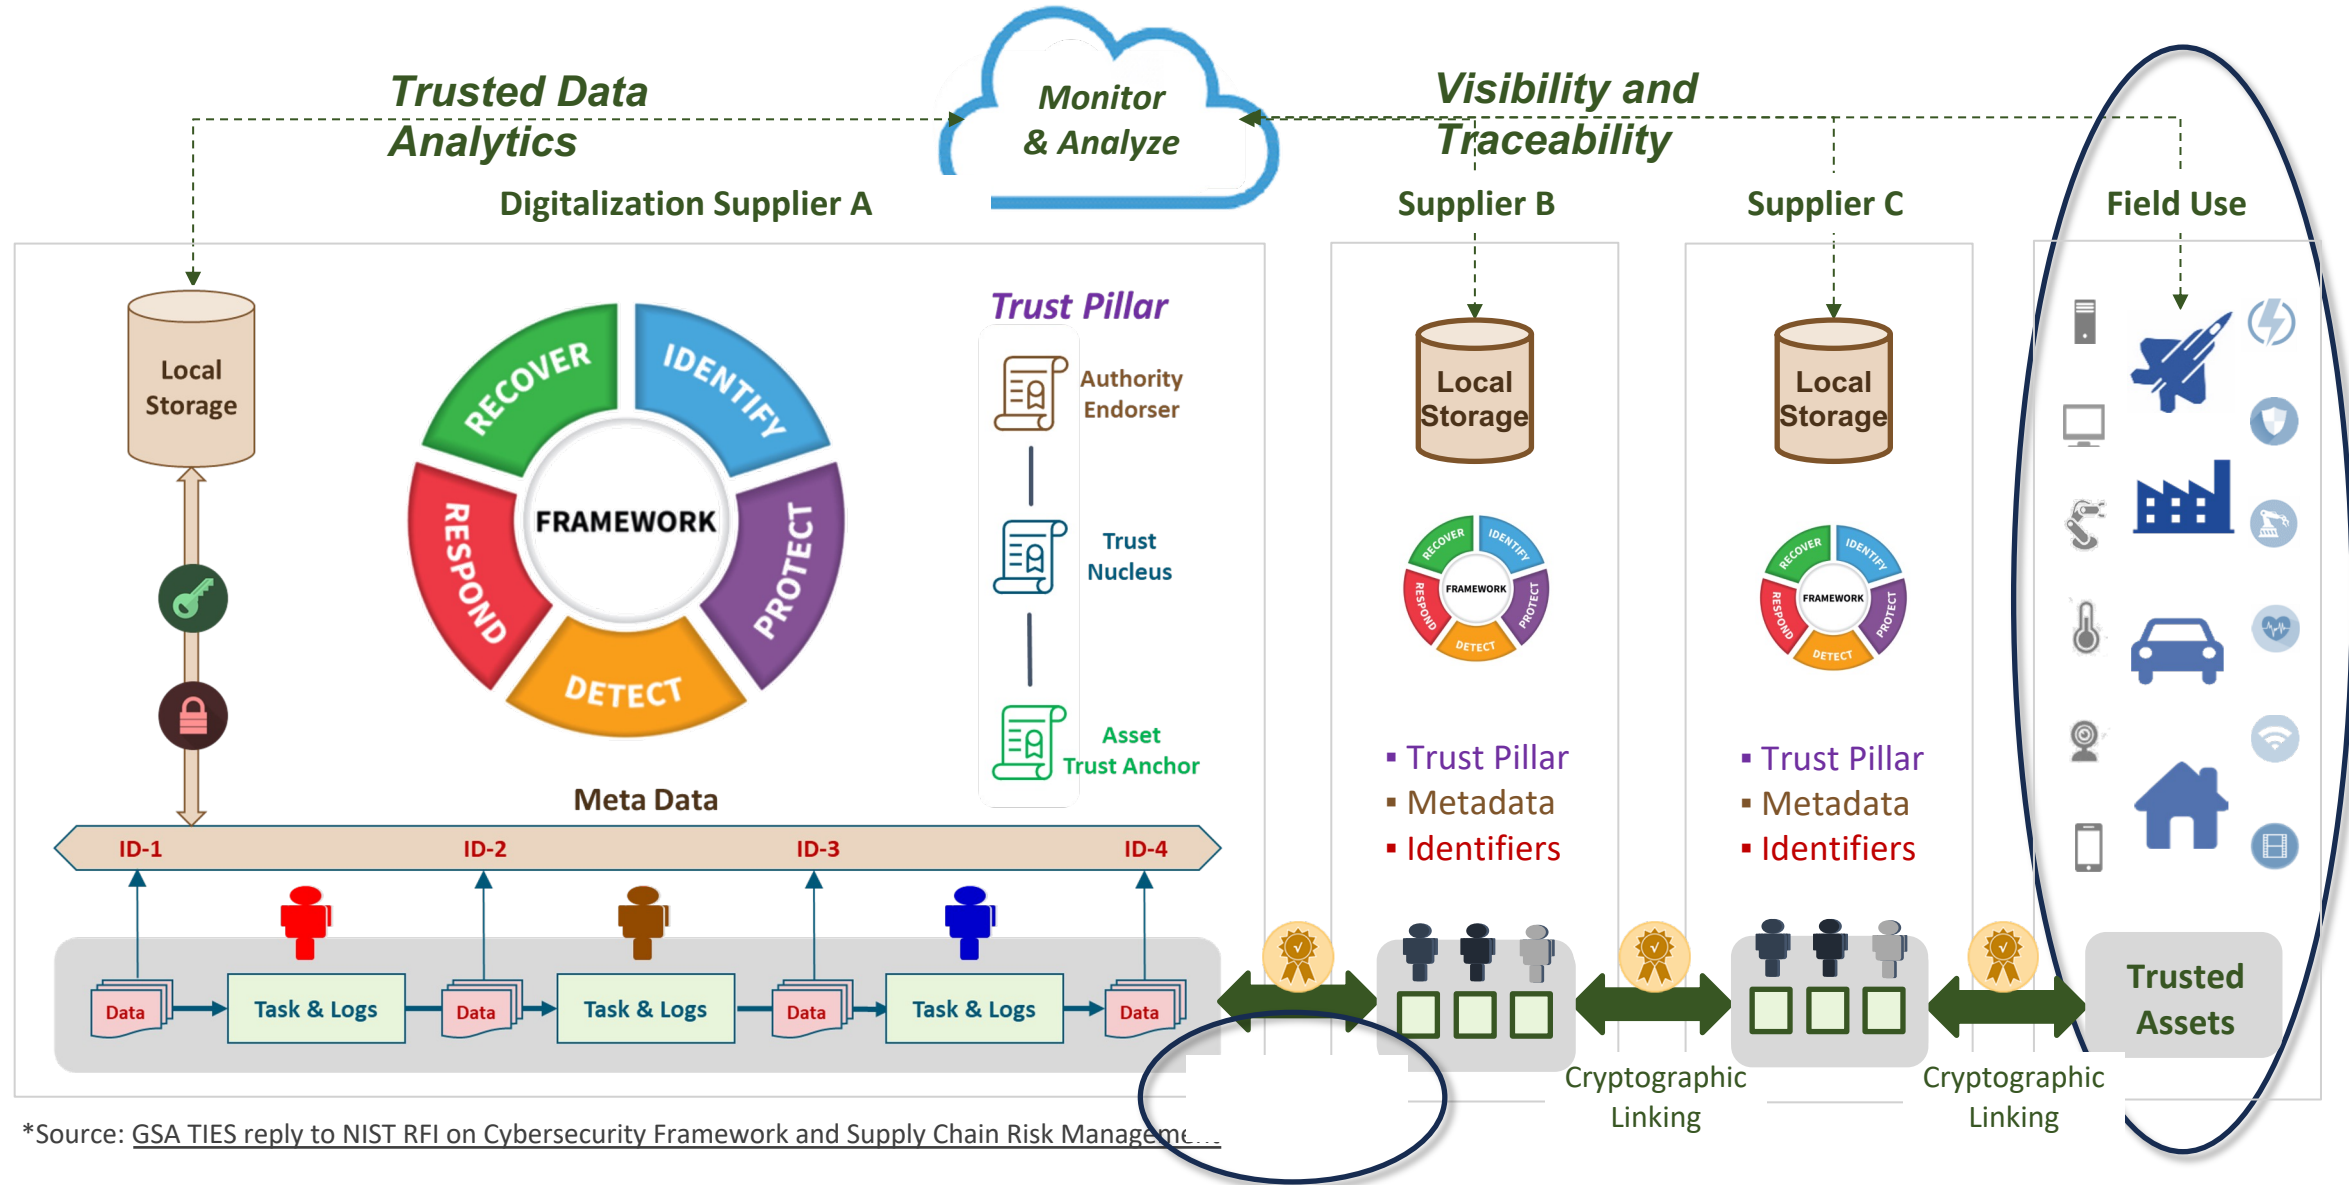 Trusted Data
Analytics
Monitor
& Analyze
Visibility and
Traceability
Digitalization Supplier A
Supplier B
Supplier C
Field Use
Local
Storage
RECOVER
IDENTIFY
PROTECT
DETECT
RESPOND
FRAMEWORK
Trust Pillar
Authority
Endorser
Trust
Nucleus
Asset
Trust Anchor
Meta Data
ID-1
ID-2
ID-3
ID-4
Data
Task & Logs
Data
Task & Logs
Data
Task & Logs
Data
Local
Storage
RECOVER
IDENTIFY
PROTECT
DETECT
RESPOND
FRAMEWORK
▪ Trust Pillar
▪ Metadata
▪ Identifiers
Local
Storage
RECOVER
IDENTIFY
PROTECT
DETECT
RESPOND
FRAMEWORK
▪ Trust Pillar
▪ Metadata
▪ Identifiers
Trusted
Assets
Cryptographic
Linking
Cryptographic
Linking
*Source: GSA TIES reply to NIST RFI on Cybersecurity Framework and Supply Chain Risk Management